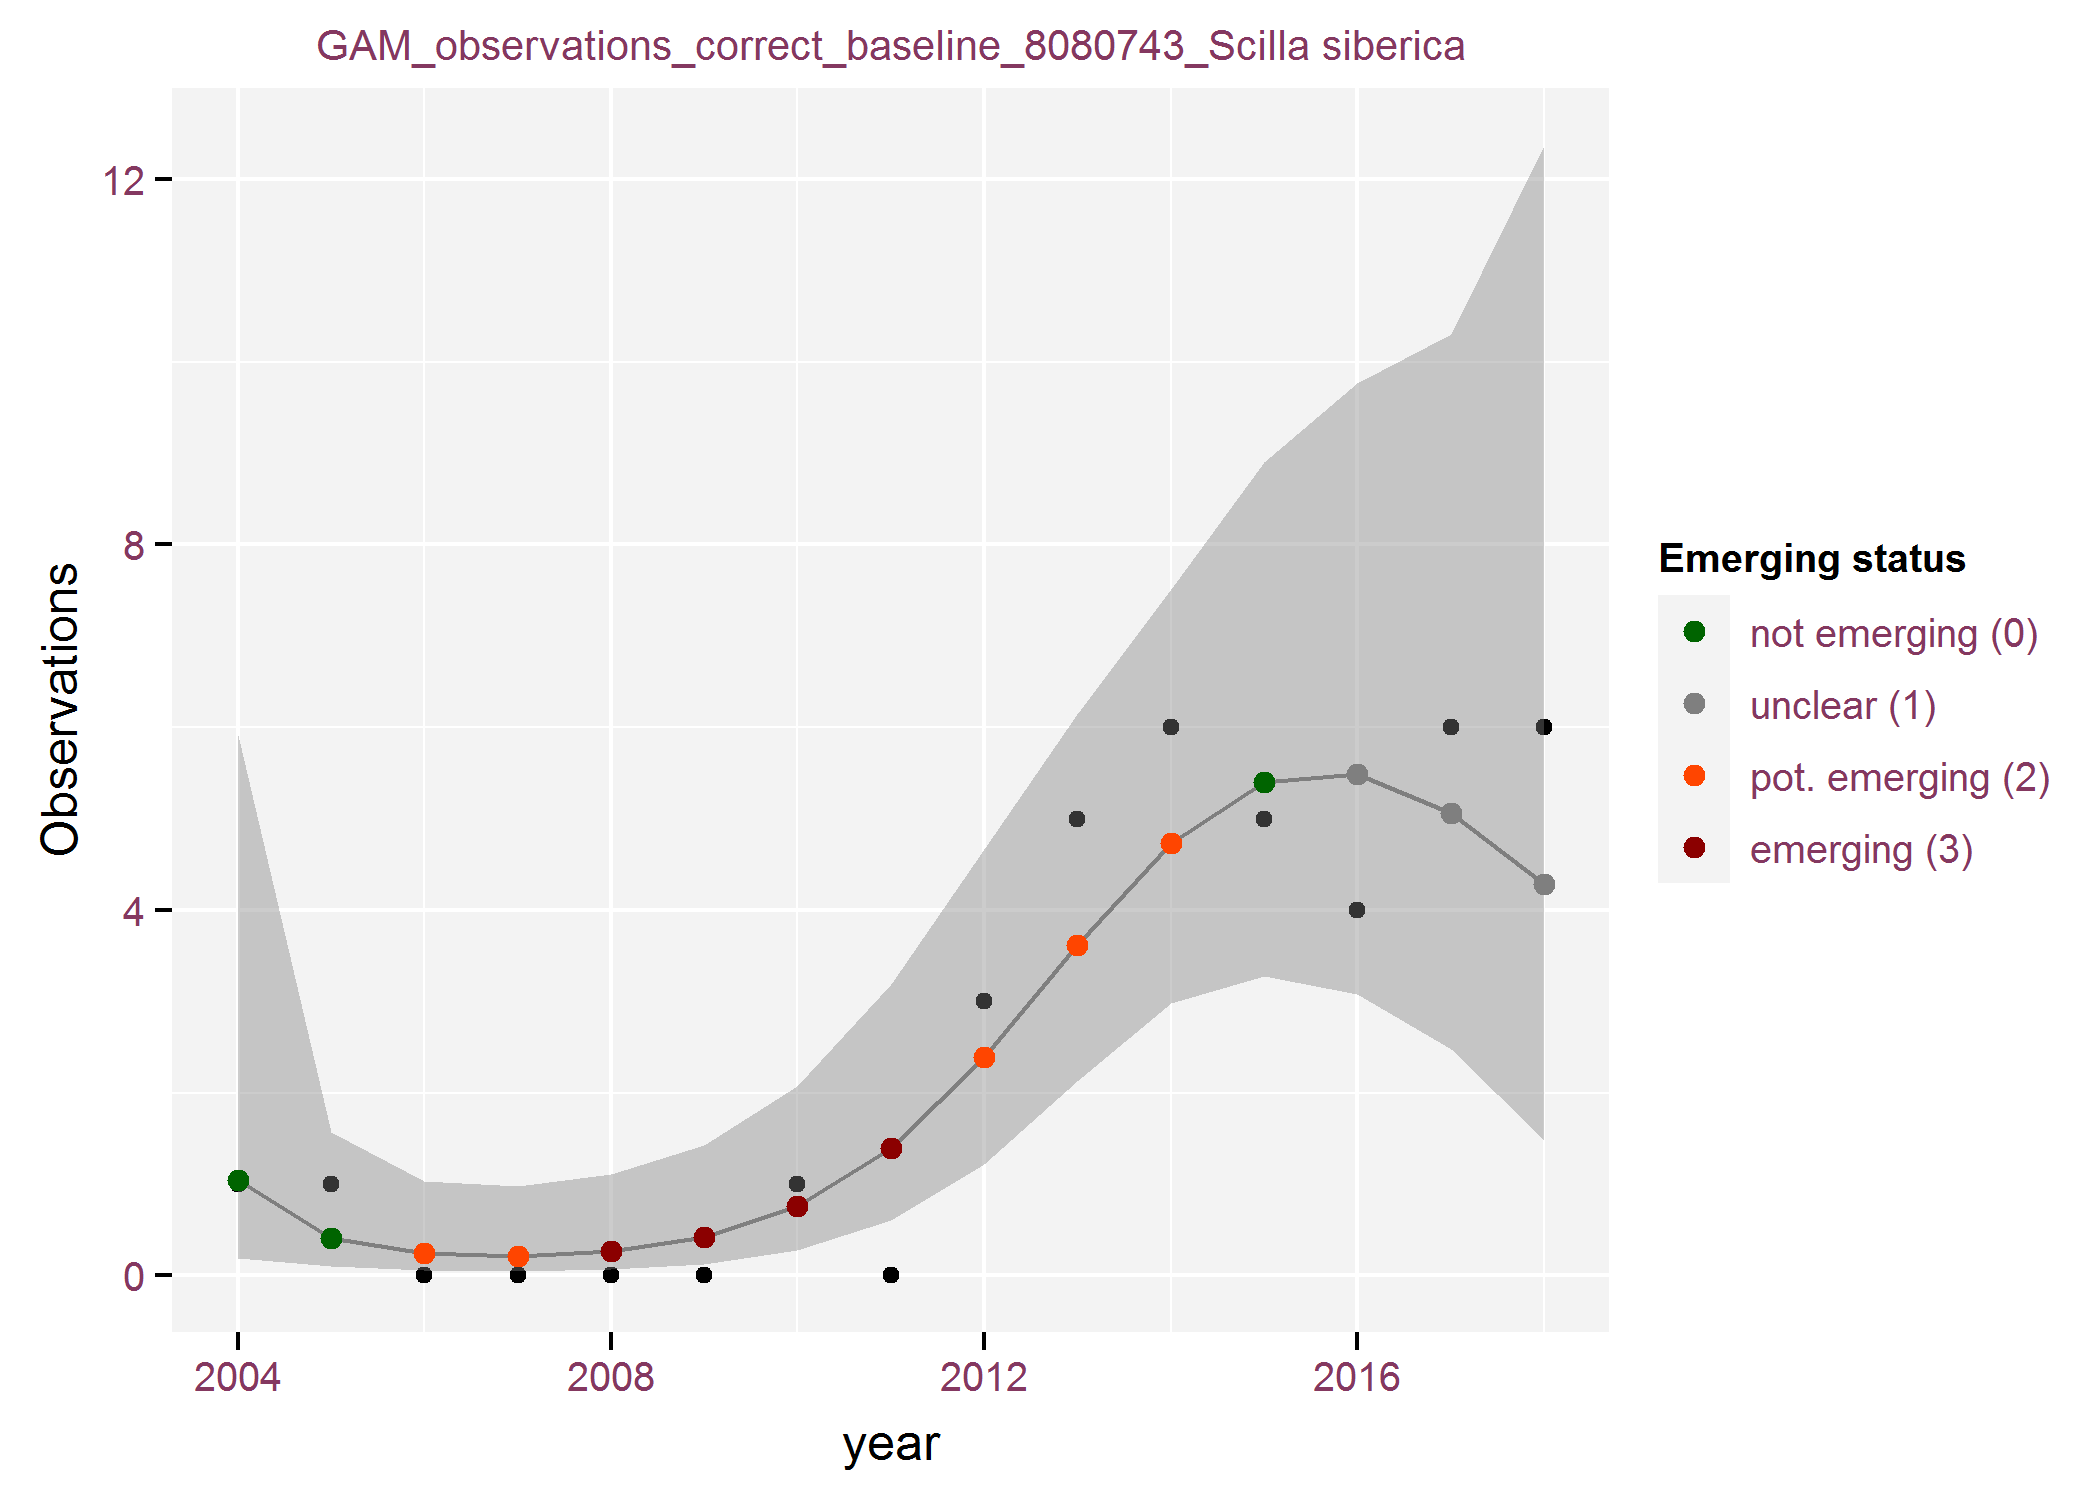 GAM_observations_correct_baseline_8080743_Scilla siberica
12
8
4
0
Observations
2004 2008 2012 2016
year
Emerging status
not emerging (0)
unclear (1)
pot. emerging (2)
emerging (3)